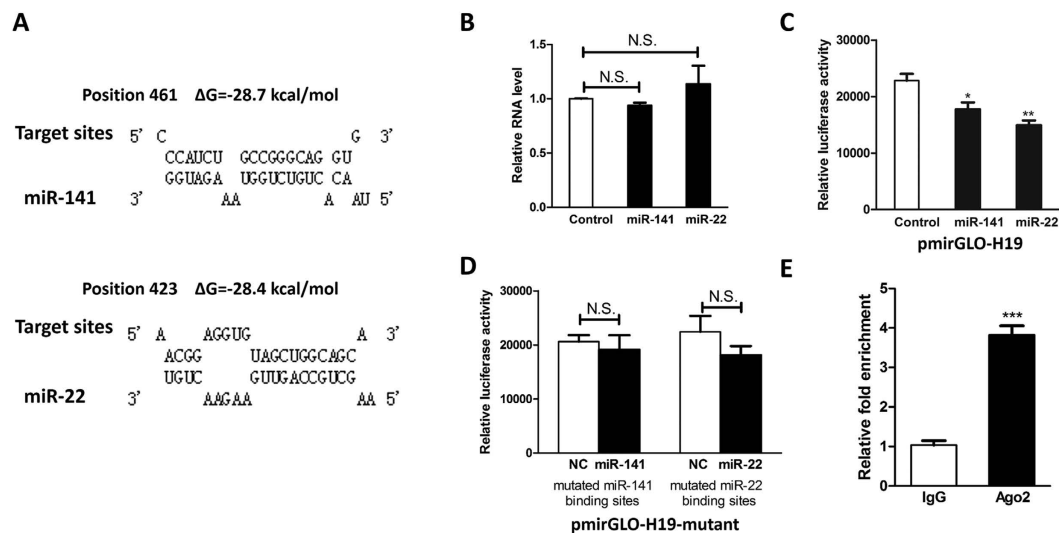 A
Position 461 ΔG=-28.7 kcal/mol
Target sites 5' C G 3'
CCAUCU GCCGGGCAG GU
GGUAGA UGGUCUGUC CA
miR-141 3' AA A AU 5'
Position 423 ΔG=-28.4 kcal/mol
Target sites 5' A AGGUG A 3'
ACGG UAGCUGGCAGC
UGUC GUUGACCGUCG
miR-22 3' AAGAA AA 5'
B
Relative RNA level
1.5
1.0
0.5
0.0
N.S.
N.S.
Control miR-141 miR-22
C
Relative luciferase activity
30000
20000
10000
0
*
**
Control miR-141 miR-22
pmirGLO-H19
D
Relative luciferase activity
30000
20000
10000
0
N.S. N.S.
NC miR-141 NC miR-22
mutated miR-141 mutated miR-22
binding sites binding sites
pmirGLO-H19-mutant
E
Relative fold enrichment
5
4
3
2
1
0
***
IgG Ago2